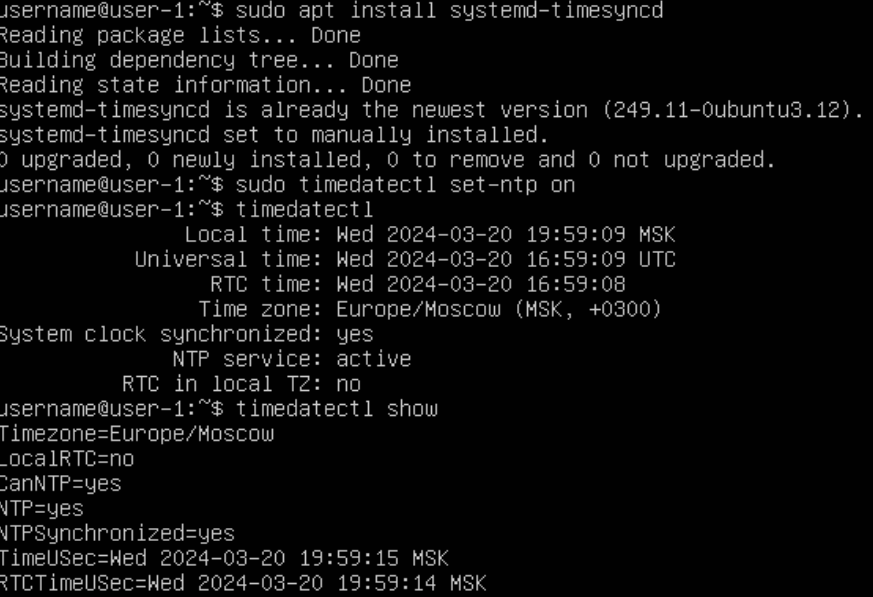 username@user-1:~$ sudo apt install systemd-timesyncd
Reading package lists... Done
Building dependency tree... Done
Reading state information... Done
systemd-timesyncd is already the newest version (249.11-0ubuntu3.12).
systemd-timesyncd set to manually installed.
0 upgraded, 0 newly installed, 0 to remove and 0 not upgraded.
username@user-1:~$ sudo timedatectl set-ntp on
username@user-1:~$ timedatectl
Local time: Wed 2024-03-20 19:59:09 MSK
Universal time: Wed 2024-03-20 16:59:09 UTC
RTC time: Wed 2024-03-20 16:59:08
Time zone: Europe/Moscow (MSK, +0300)
System clock synchronized: yes
NTP service: active
RTC in local TZ: no
username@user-1:~$ timedatectl show
Timezone=Europe/Moscow
LocalRTC=no
CanNTP=yes
NTP=yes
NTPSynchronized=yes
TimeUSec=Wed 2024-03-20 19:59:15 MSK
RTCTimeUSec=Wed 2024-03-20 19:59:14 MSK